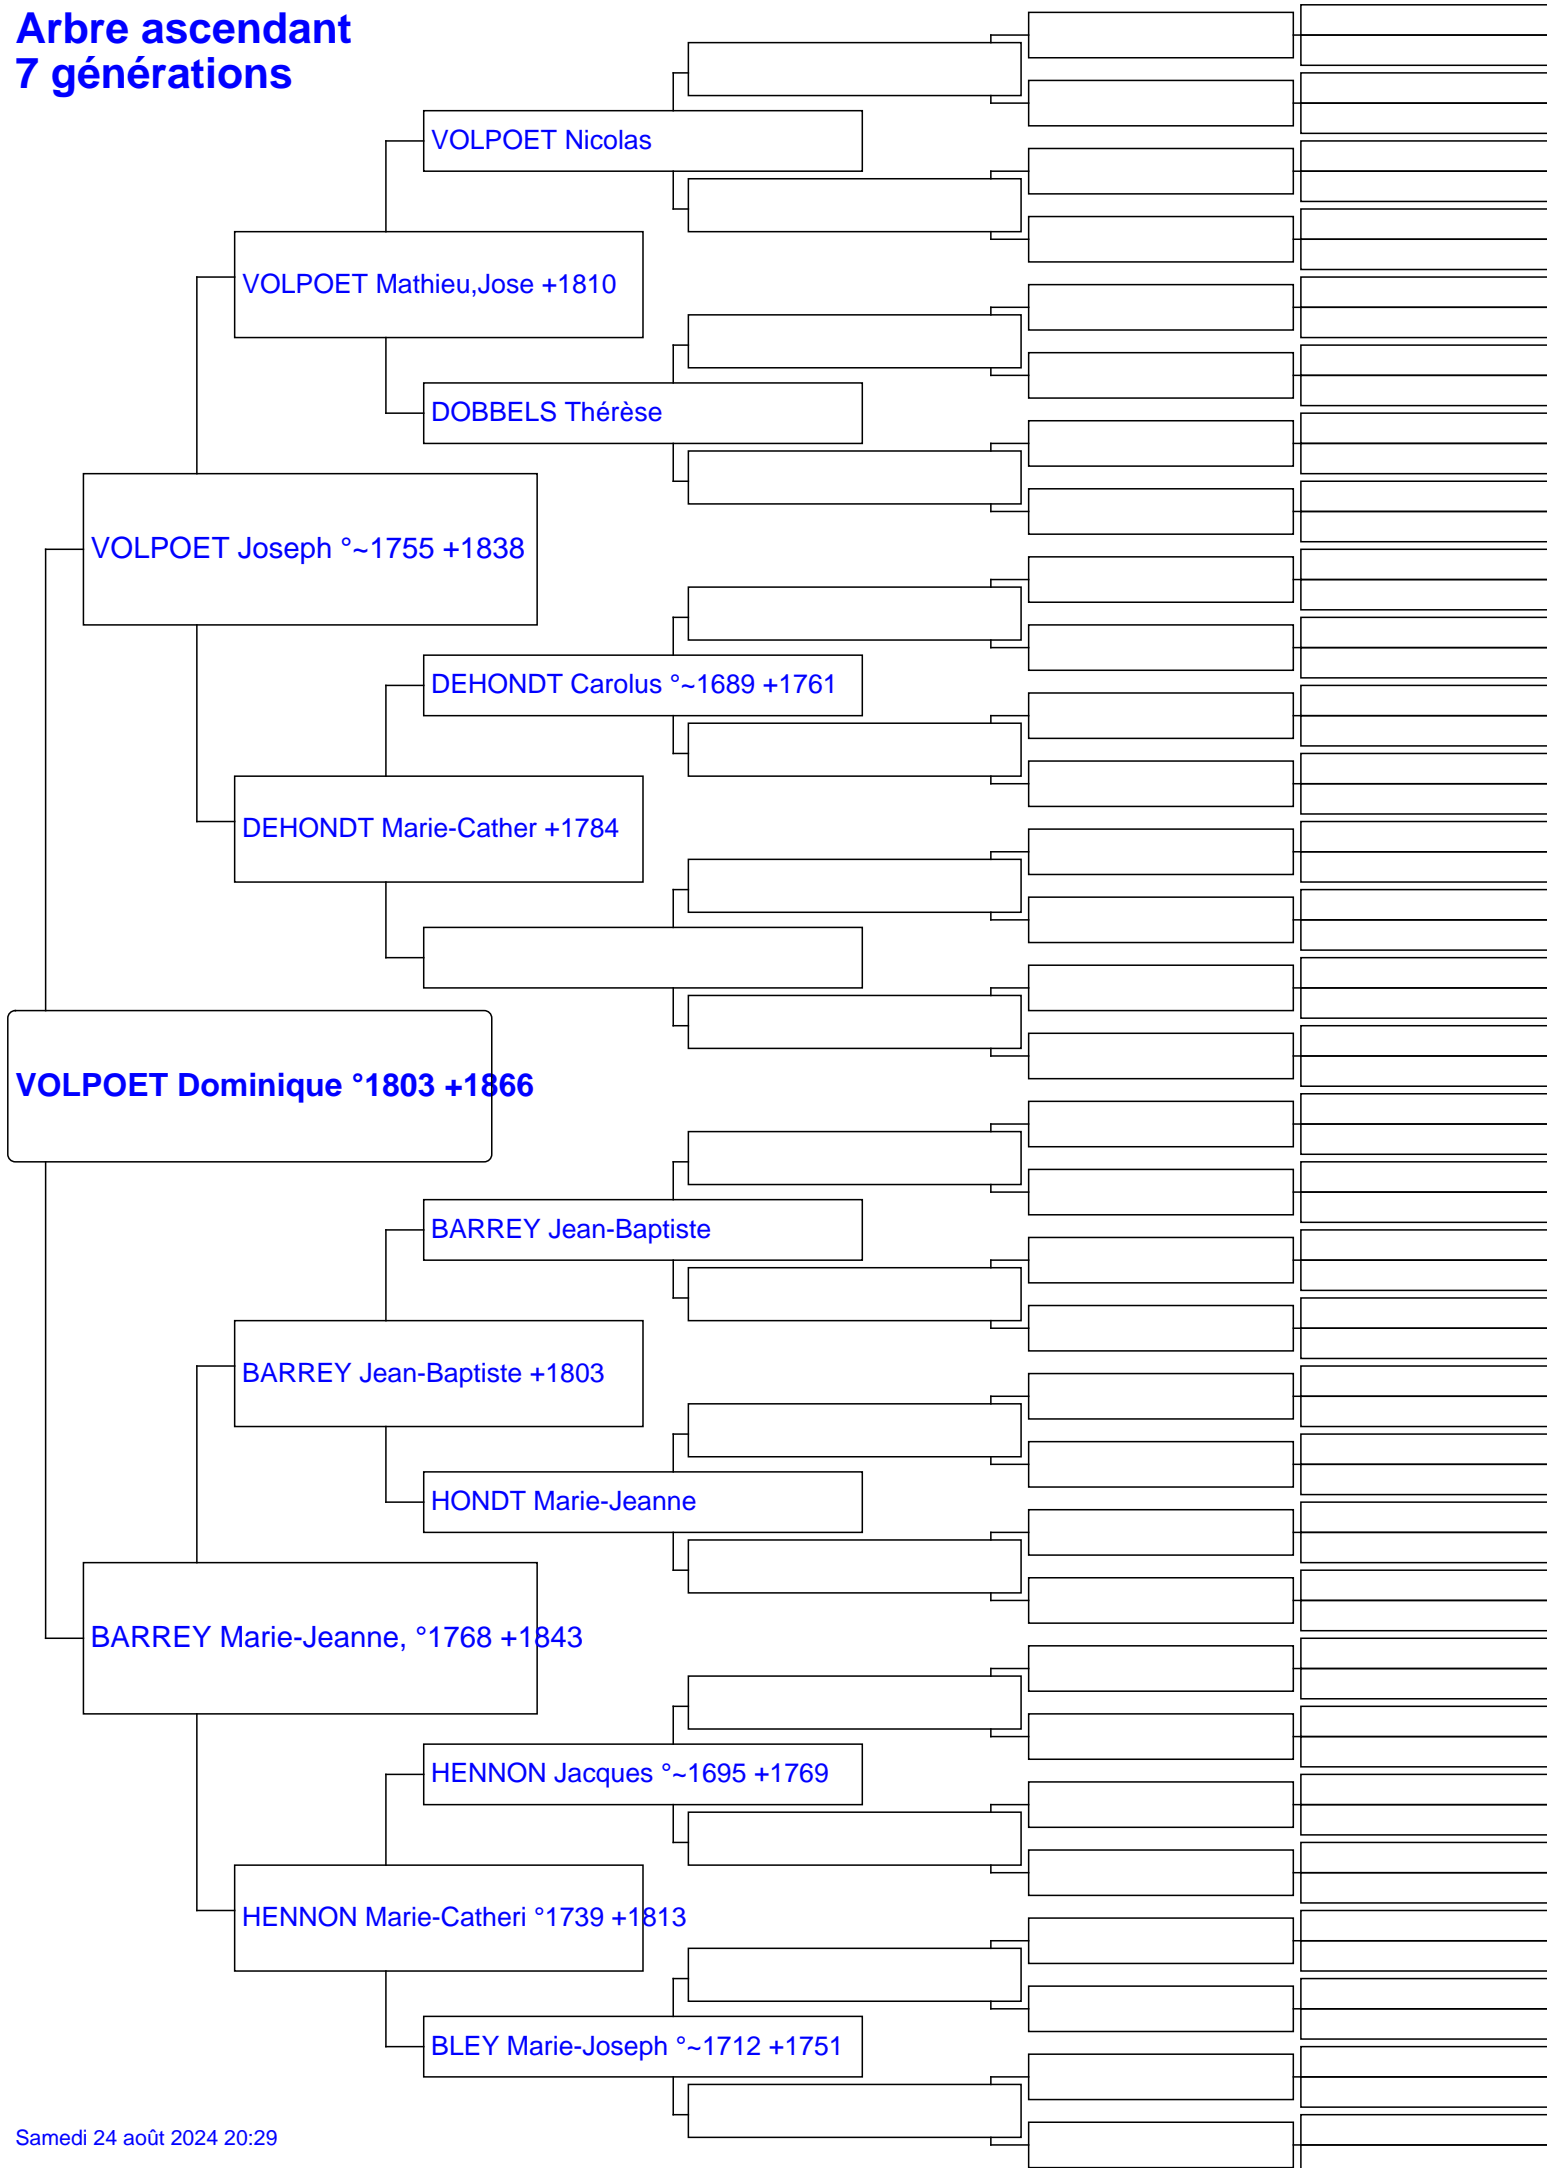 Arbre ascendant
7 générations
VOLPOET Nicolas
VOLPOET Mathieu,Jose +1810
DOBBELS Thérèse
VOLPOET Joseph °~1755 +1838
DEHONDT Carolus °~1689 +1761
DEHONDT Marie-Cather +1784
VOLPOET Dominique °1803 +1866
BARREY Jean-Baptiste
BARREY Jean-Baptiste +1803
HONDT Marie-Jeanne
BARREY Marie-Jeanne, °1768 +1843
HENNON Jacques °~1695 +1769
HENNON Marie-Catheri °1739 +1813
BLEY Marie-Joseph °~1712 +1751
Samedi 24 août 2024 20:29